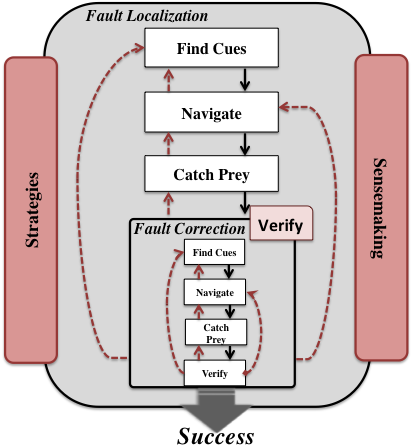 Fault Localization
Find Cues
Navigate
Catch Prey
Strategies
Sensemaking
Verify
Fault Correction
Find Cues
Navigate
Catch
Prey
Verify
Success